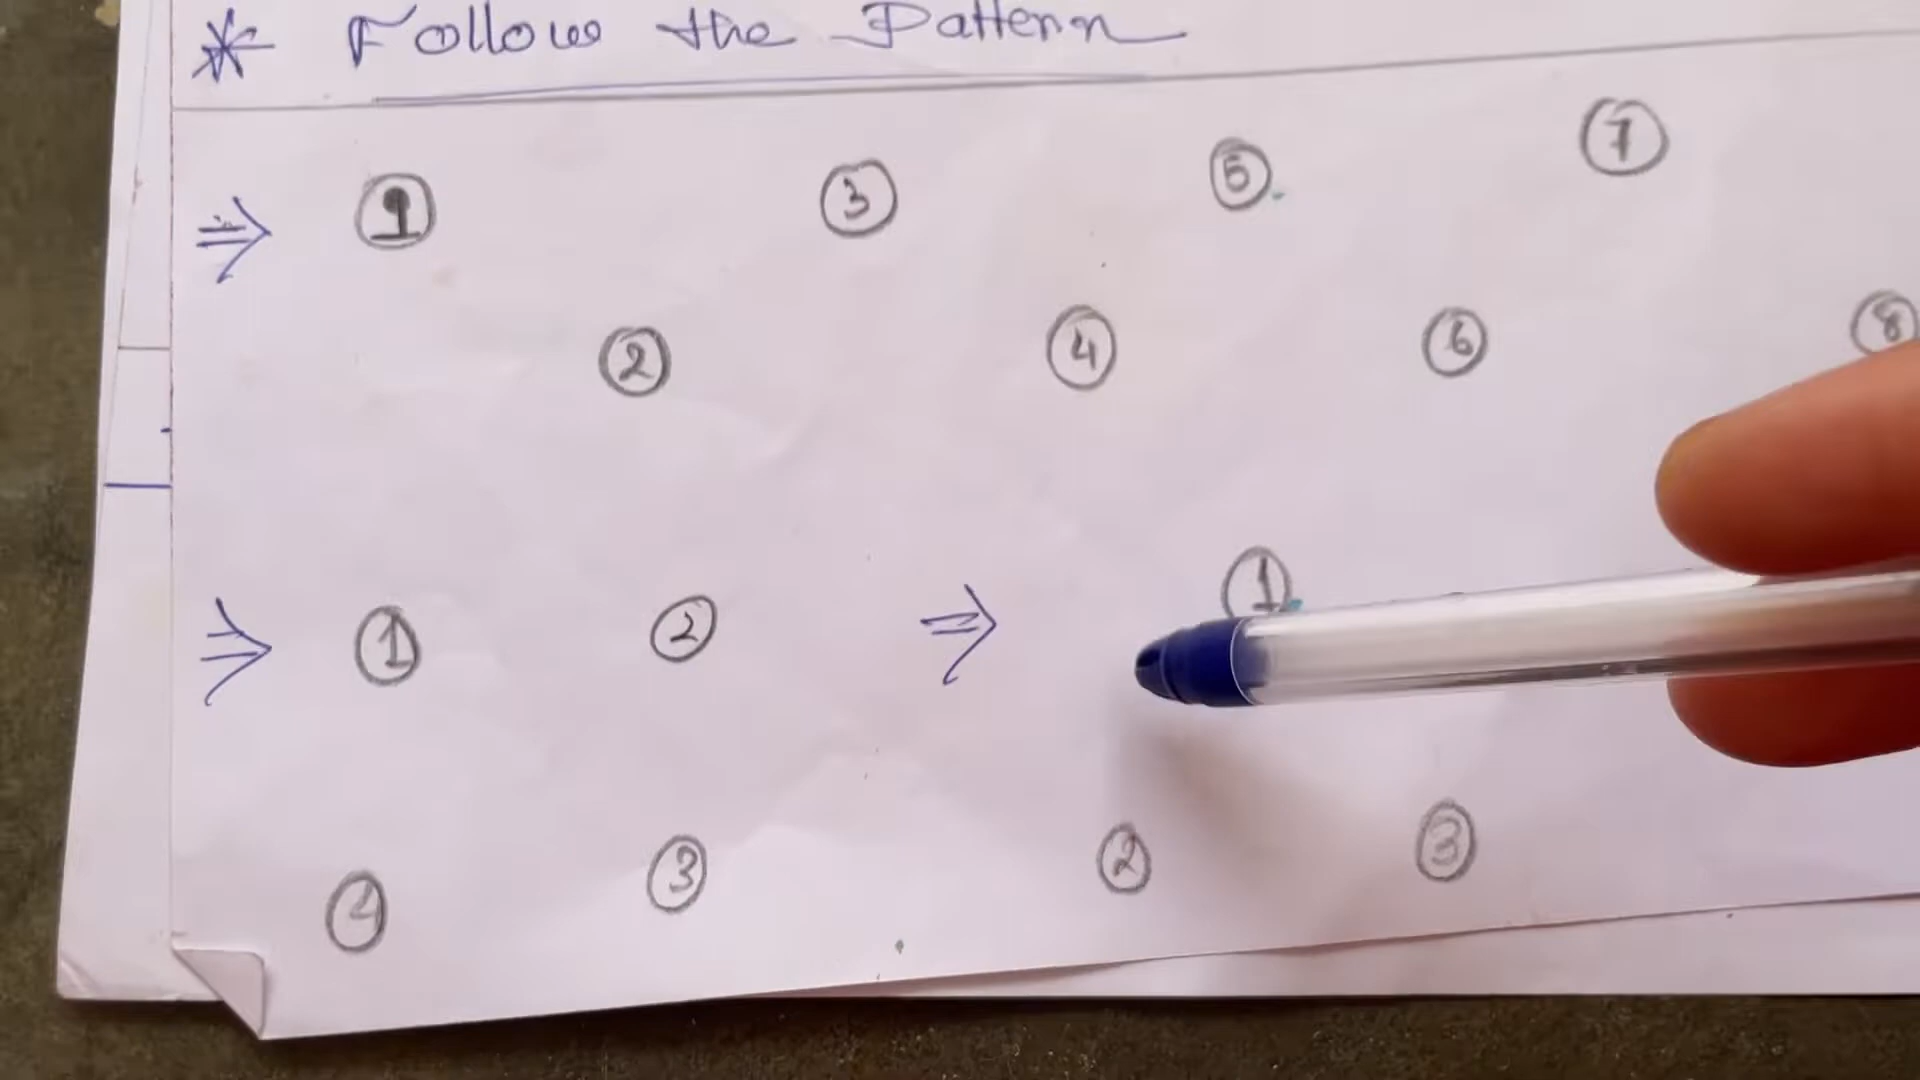 * Follow the Pattern
⇒ 1 3 5 7
2 4 6 8
⇒ 1 2 ⇒ 1
4 3 2 3